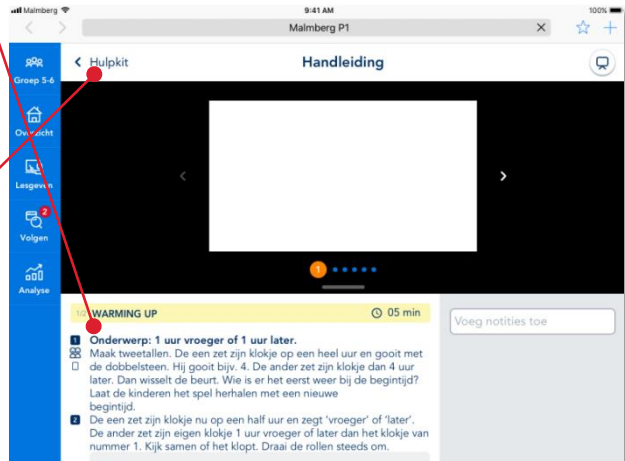 Malmberg 9:41 AM 100%
Malmberg P1
Groep 5-6
Hulpkit Handleiding
Overzicht
Lesgeven
2
Volgen
Analyse
1
1/2 WARMING UP 05 min
Voeg notities toe
1 Onderwerp: 1 uur vroeger of 1 uur later.
Maak tweetallen. De een zet zijn klokje op een heel uur en gooit met
de dobbelsteen. Hij gooit bijv. 4. De ander zet zijn klokje dan 4 uur
later. Dan wisselt de beurt. Wie is er het eerst weer bij de begintijd?
Laat de kinderen het spel herhalen met een nieuwe
begintijd.
2 De een zet zijn klokje nu op een half uur en zegt ‘vroeger’ of ‘later’.
De ander zet zijn eigen klokje 1 uur vroeger of later dan het klokje van
nummer 1. Kijk samen of het klopt. Draai de rollen steeds om.